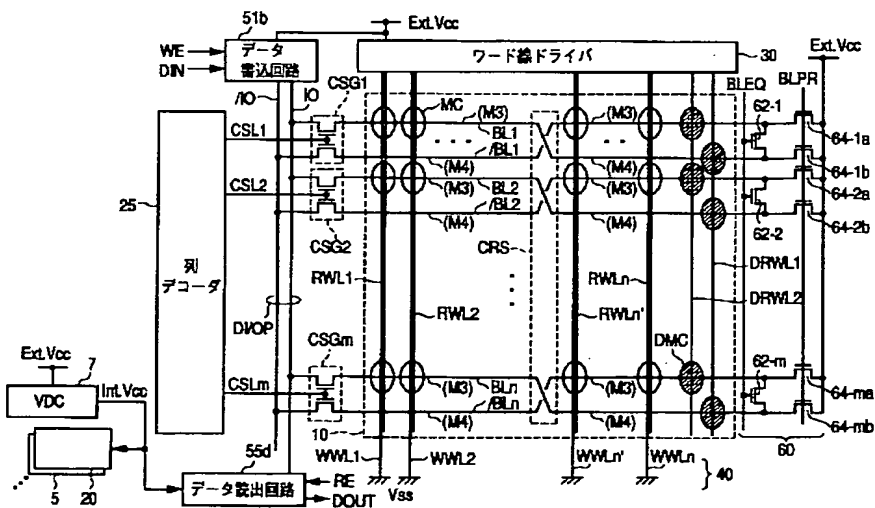 51b
Ext.Vcc
WE
DIN
データ
書込回路
ワード線ドライバ
30
Ext.Vcc
BLPR
BLEQ
/IO
IO
CSG1
MC
(M3)
BL1
(M3)
62-1
64-1a
CSL1
/BL1
(M4)
(M4)
64-1b
CSL2
(M3)
BL2
(M3)
64-2a
25
/BL2
(M4)
(M4)
62-2
64-2b
CSG2
CRS
列
デコーダ
RWL1
RWL2
RWLn
RWLn'
DRWL1
DRWL2
DI/OP
CSGm
DMC
62-m
Ext.Vcc
7
Int.Vcc
VDC
CSLm
(M3)
BLn
(M3)
64-ma
/BLn
(M4)
(M4)
64-mb
10
60
55d
WWL1
WWL2
WWLn'
WWLn
40
Vss
5
20
データ読出回路
RE
DOUT